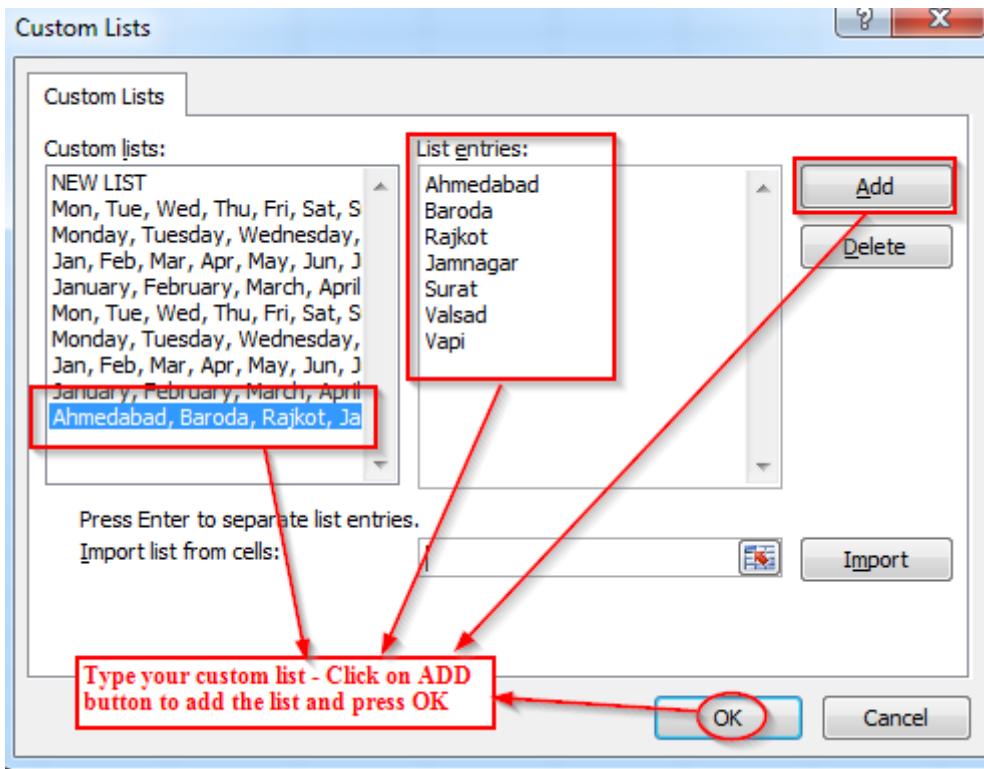 Custom Lists
?
X
Custom Lists
Custom lists:
NEW LIST
Mon, Tue, Wed, Thu, Fri, Sat, S
Monday, Tuesday, Wednesday,
Jan, Feb, Mar, Apr, May, Jun, J
January, February, March, April
Mon, Tue, Wed, Thu, Fri, Sat, S
Monday, Tuesday, Wednesday,
Jan, Feb, Mar, Apr, May, Jun, J
January, February, March, April
Ahmedabad, Baroda, Rajkot, Ja
List entries:
Ahmedabad
Baroda
Rajkot
Jamnagar
Surat
Valsad
Vapi
Add
Delete
Press Enter to separate list entries.
Import list from cells:
Import
Type your custom list - Click on ADD
button to add the list and press OK
OK
Cancel